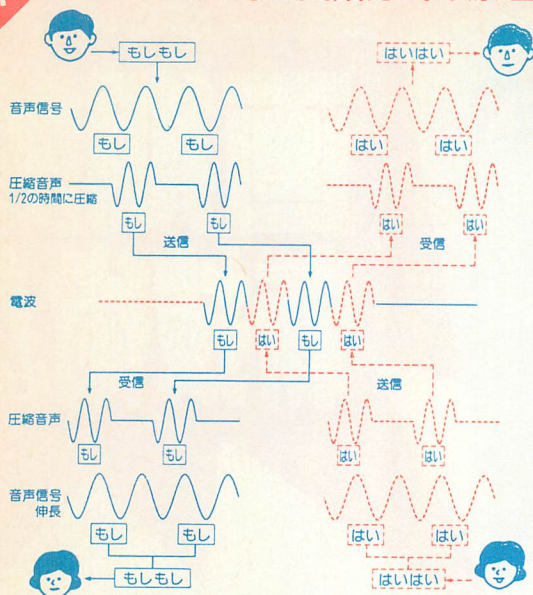 もしもし
はいはい
音声信号
もし
もし
はい
はい
圧縮音声
1/2の時間に圧縮
もし
もし
はい
はい
送信
受信
電波
もし
はい
もし
はい
受信
送信
圧縮音声
もし
もし
はい
はい
音声信号
伸長
もし
もし
はい
はい
もしもし
はいはい